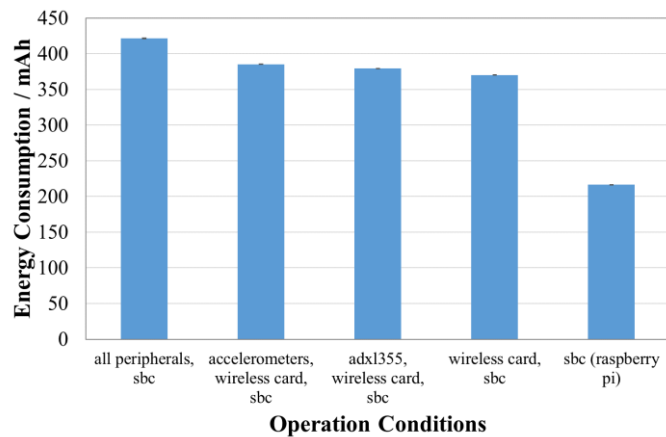 Energy Consumption / mAh
450
400
350
300
250
200
150
100
50
0
all peripherals,
sbc
accelerometers,
wireless card,
sbc
adxl355,
wireless card,
sbc
wireless card,
sbc
sbc (raspberry
pi)
Operation Conditions